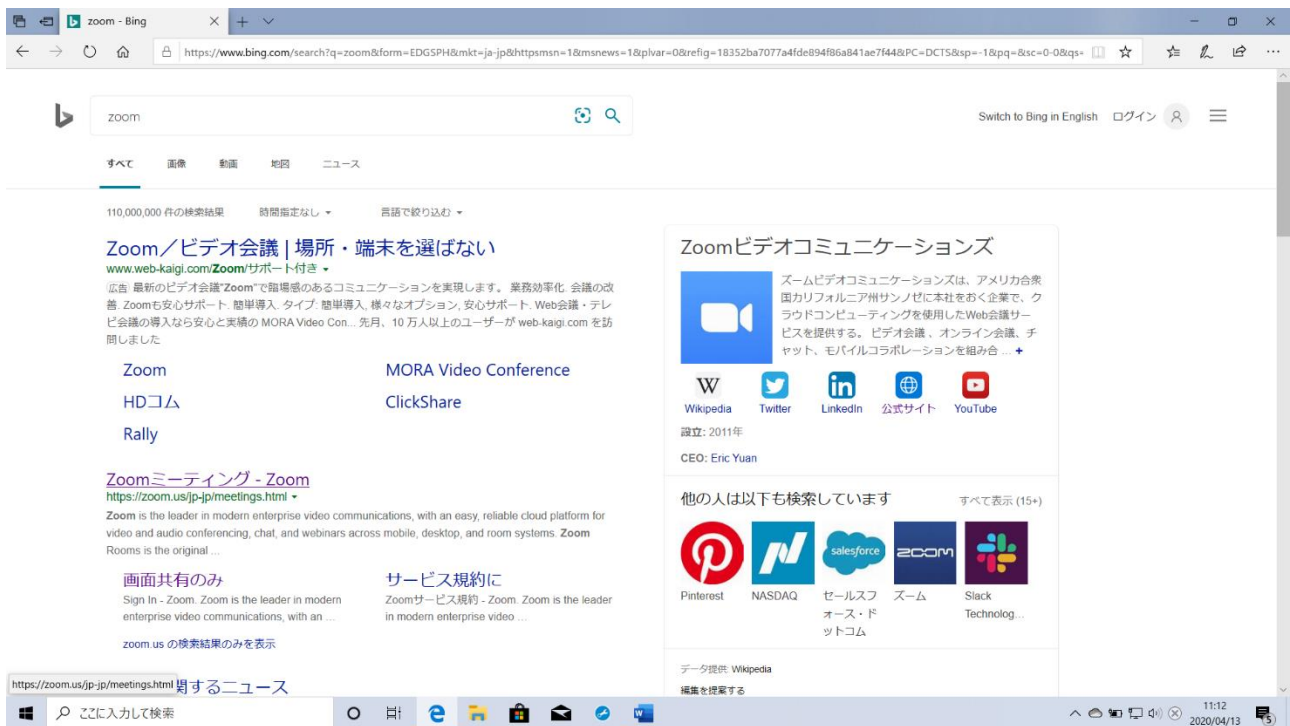 zoom - Bing
https://www.bing.com/search?q=zoom&form=EDGSPH&mkt=ja-jp&httpsmsn=1&msnews=1&plvar=0&refig=18352ba7077a4fde894f86a841ae7f44&PC=DCTS&sp=-1&pq=&sc=0-0&qs=
zoom
Switch to Bing in English ログイン
すべて 画像 動画 地図 ニュース
110,000,000 件の検索結果 時間指定なし 言語で絞り込む
Zoom／ビデオ会議 | 場所・端末を選ばない
www.web-kaigi.com/Zoom/サポート付き
広告 最新のビデオ会議"Zoom"で臨場感のあるコミュニケーションを実現します。 業務効率化. 会議の改
善. Zoomも安心サポート. 簡単導入. タイプ: 簡単導入, 様々なオプション, 安心サポート. Web会議・テレ
ビ会議の導入なら安心と実績の MORA Video Con... 先月、10 万人以上のユーザーが web-kaigi.com を訪
問しました
Zoom MORA Video Conference
HDコム ClickShare
Rally
Zoomミーティング - Zoom
https://zoom.us/jp-jp/meetings.html
Zoom is the leader in modern enterprise video communications, with an easy, reliable cloud platform for
video and audio conferencing, chat, and webinars across mobile, desktop, and room systems. Zoom
Rooms is the original ...
画面共有のみ
Sign In - Zoom. Zoom is the leader in modern
enterprise video communications, with an ...
サービス規約に
Zoomサービス規約 - Zoom. Zoom is the leader
in modern enterprise video ...
zoom.us の検索結果のみを表示
関するニュース
https://zoom.us/jp-jp/meetings.html
Zoomビデオコミュニケーションズ
ズームビデオコミュニケーションズは、アメリカ合衆
国カリフォルニア州サンノゼに本社をおく企業で、ク
ラウドコンピューティングを使用したWeb会議サー
ビスを提供する。 ビデオ会議 、オンライン会議、チ
ャット、モバイルコラボレーションを組み合 ... +
W
in
Wikipedia Twitter LinkedIn 公式サイト YouTube
設立: 2011年
CEO: Eric Yuan
他の人は以下も検索しています すべて表示 (15+)
salesforce
zoom
Pinterest NASDAQ セールスフ ズーム Slack
ォース・ド Technolog...
ットコム
データ提供: Wikipedia
編集を提案する
ここに入力して検索
11:12
2020/04/13
5